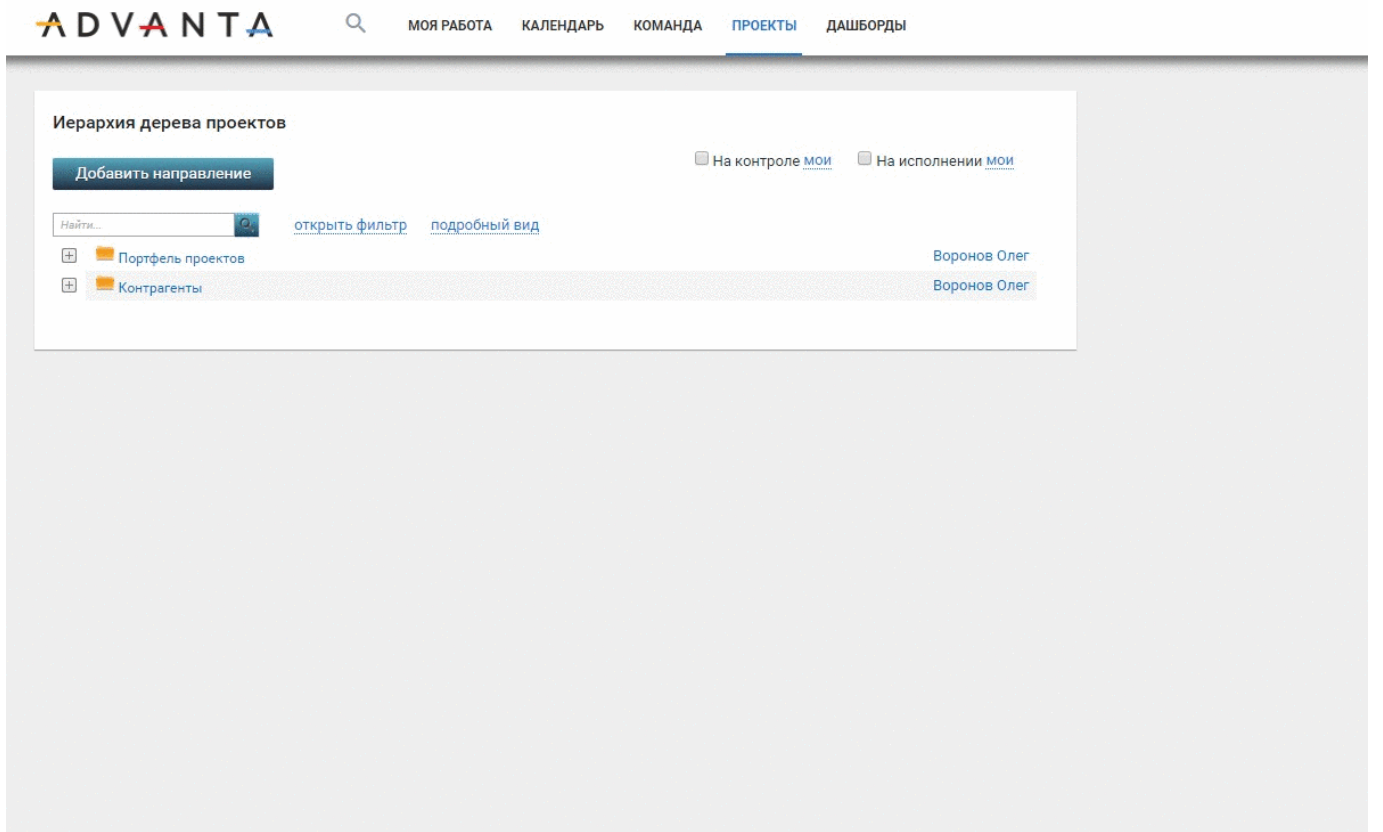 ADVANTA МОЯ РАБОТА КАЛЕНДАРЬ КОМАНДА ПРОЕКТЫ ДАШБОРДЫ
Иерархия дерева проектов
Добавить направление На контроле мои На исполнении мои
Найти... открыть фильтр подробный вид
Портфель проектов Воронов Олег
Контрагенты Воронов Олег